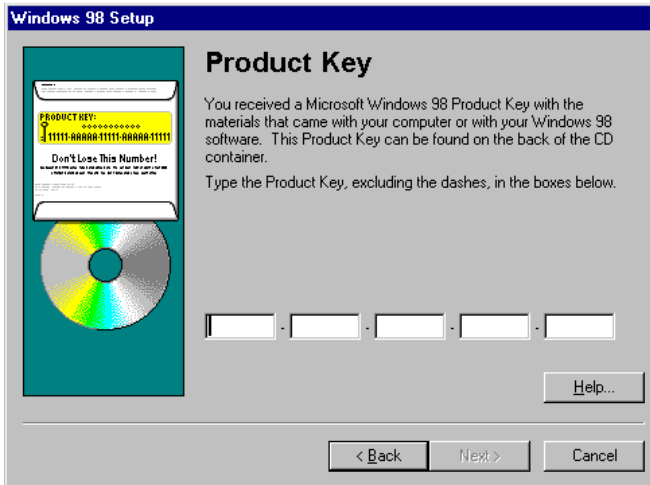 Windows 98 Setup
Product Key
You received a Microsoft Windows 98 Product Key with the
materials that came with your computer or with your Windows 98
software. This Product Key can be found on the back of the CD
container.
Type the Product Key, excluding the dashes, in the boxes below.
PRODUCT KEY:
11111-AAAAA-11111-AAAAA-11111
Don't Lose This Number!
- - - -
Help...
< Back Next > Cancel